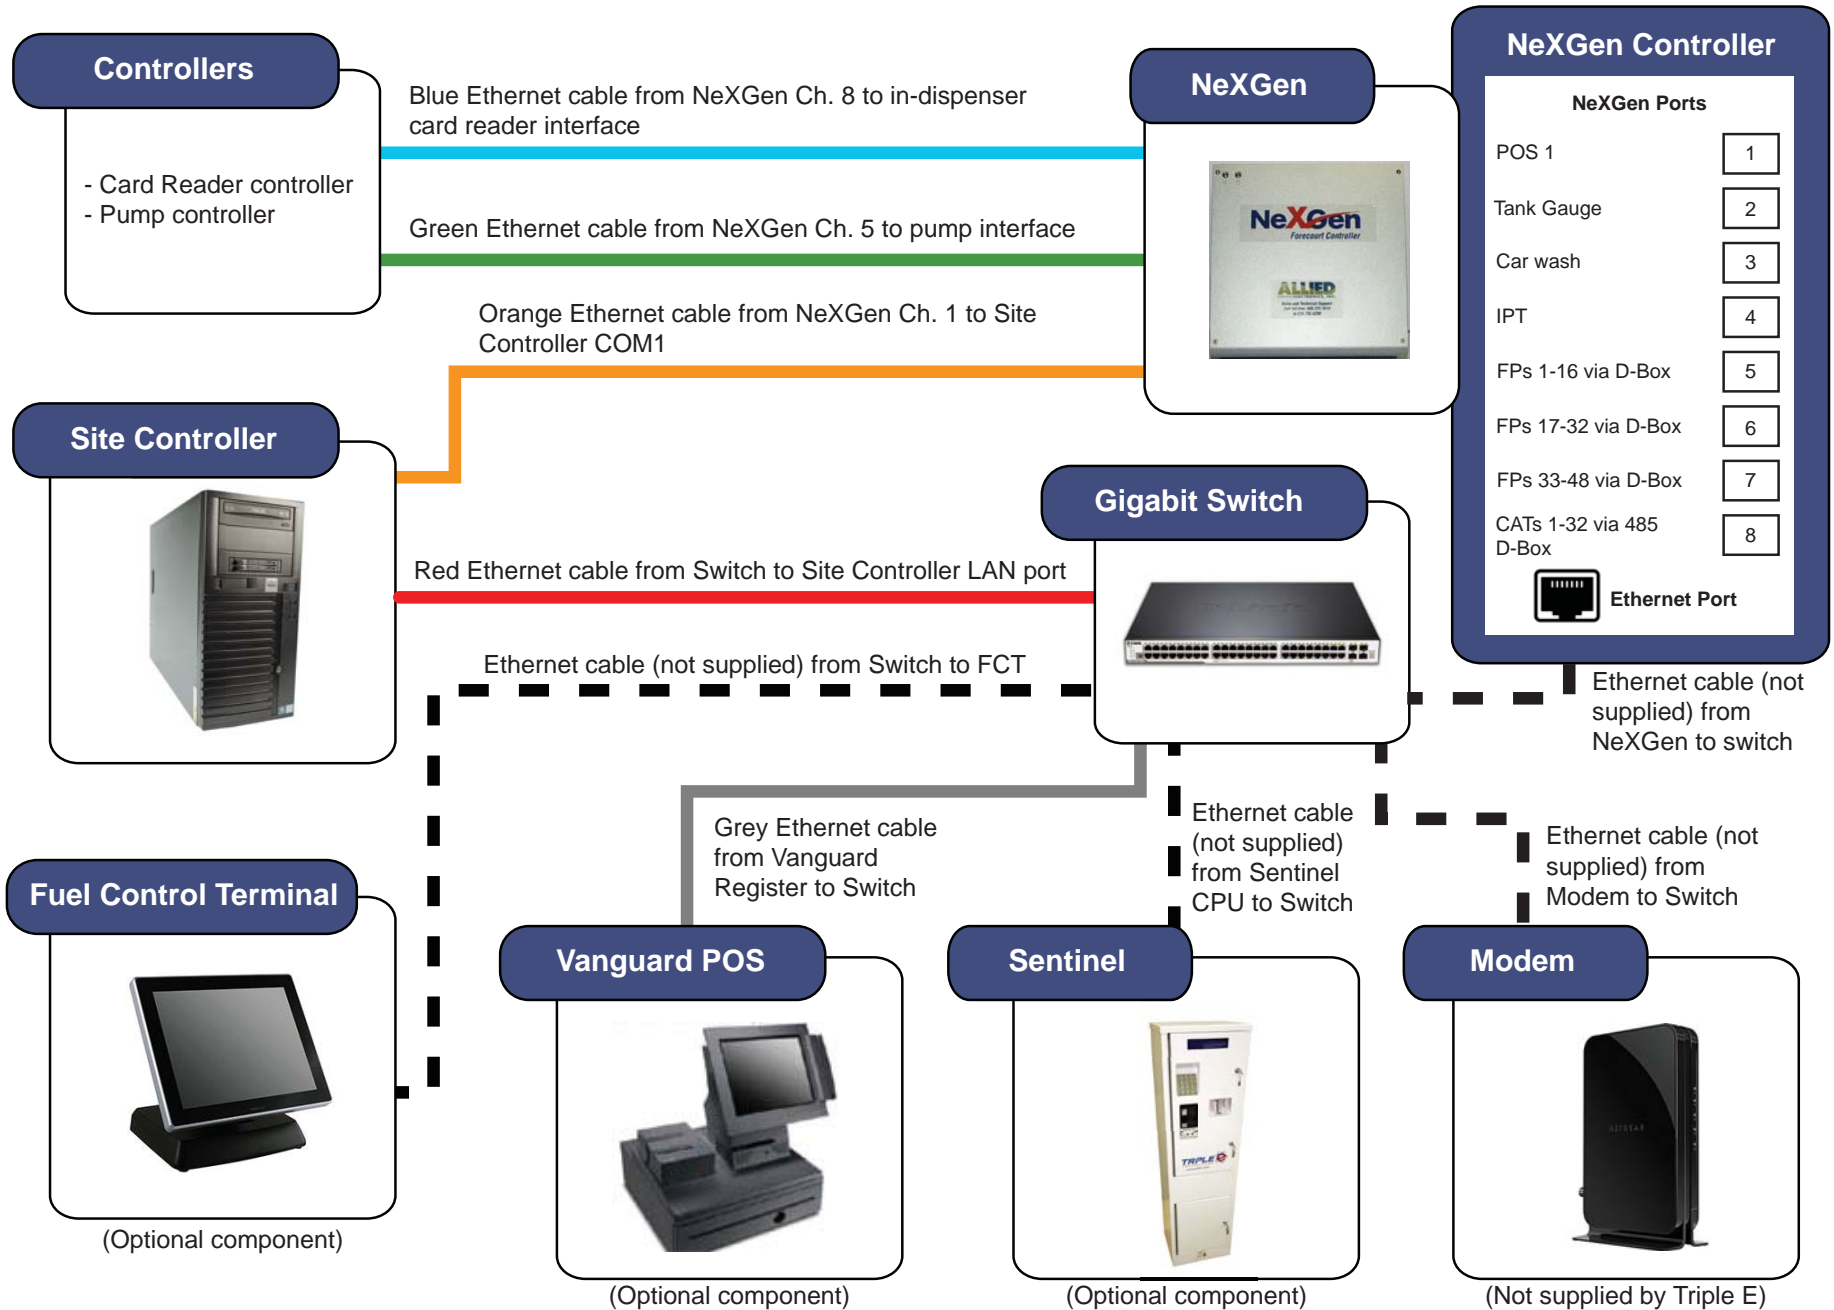 Controllers
- Card Reader controller
- Pump controller
Blue Ethernet cable from NeXGen Ch. 8 to in-dispenser
card reader interface
Green Ethernet cable from NeXGen Ch. 5 to pump interface
Orange Ethernet cable from NeXGen Ch. 1 to Site
Controller COM1
NeXGen
NeXGen
Forecourt Controller
ALLIED
NeXGen Controller
NeXGen Ports
POS 1 1
Tank Gauge 2
Car wash 3
IPT 4
FPs 1-16 via D-Box 5
FPs 17-32 via D-Box 6
FPs 33-48 via D-Box 7
CATs 1-32 via 485
D-Box 8
Ethernet Port
Site Controller
Gigabit Switch
Red Ethernet cable from Switch to Site Controller LAN port
Ethernet cable (not supplied) from Switch to FCT
Ethernet cable (not
supplied) from
NeXGen to switch
Grey Ethernet cable
from Vanguard
Register to Switch
Ethernet cable
(not supplied)
from Sentinel
CPU to Switch
Ethernet cable (not
supplied) from
Modem to Switch
Fuel Control Terminal
(Optional component)
Vanguard POS
(Optional component)
Sentinel
TRIPLE E
(Optional component)
Modem
NETGEAR
(Not supplied by Triple E)